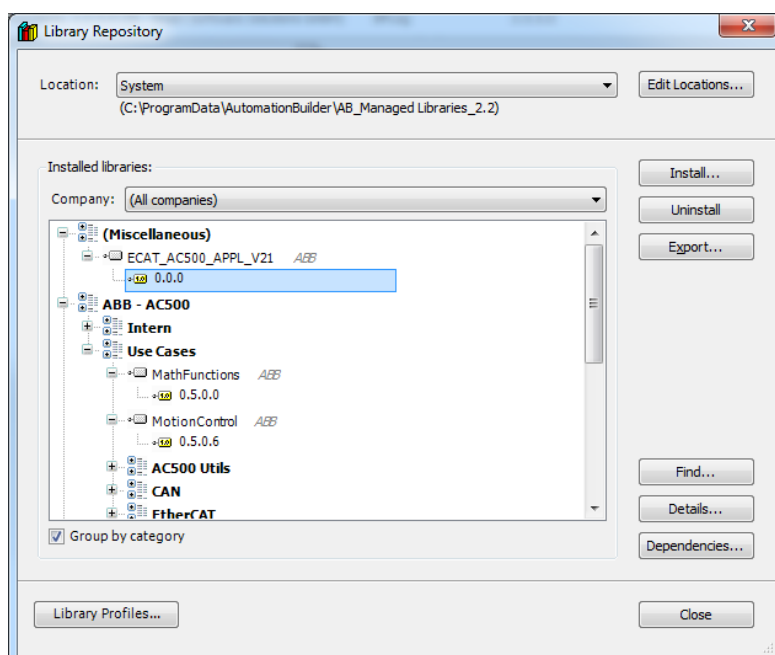 Library Repository
Location: System Edit Locations...
(C:\ProgramData\AutomationBuilder\AB_Managed Libraries_2.2)
Installed libraries:
Company: (All companies)
Install...
Uninstall
Export...
(Miscellaneous)
ECAT_AC500_APPL_V21 ABB
1.0 0.0.0
ABB - AC500
Intern
Use Cases
MathFunctions ABB
1.0 0.5.0.0
MotionControl ABB
1.0 0.5.0.6
AC500 Utils
CAN
EtherCAT
Find...
Details...
Dependencies...
Group by category
Library Profiles... Close